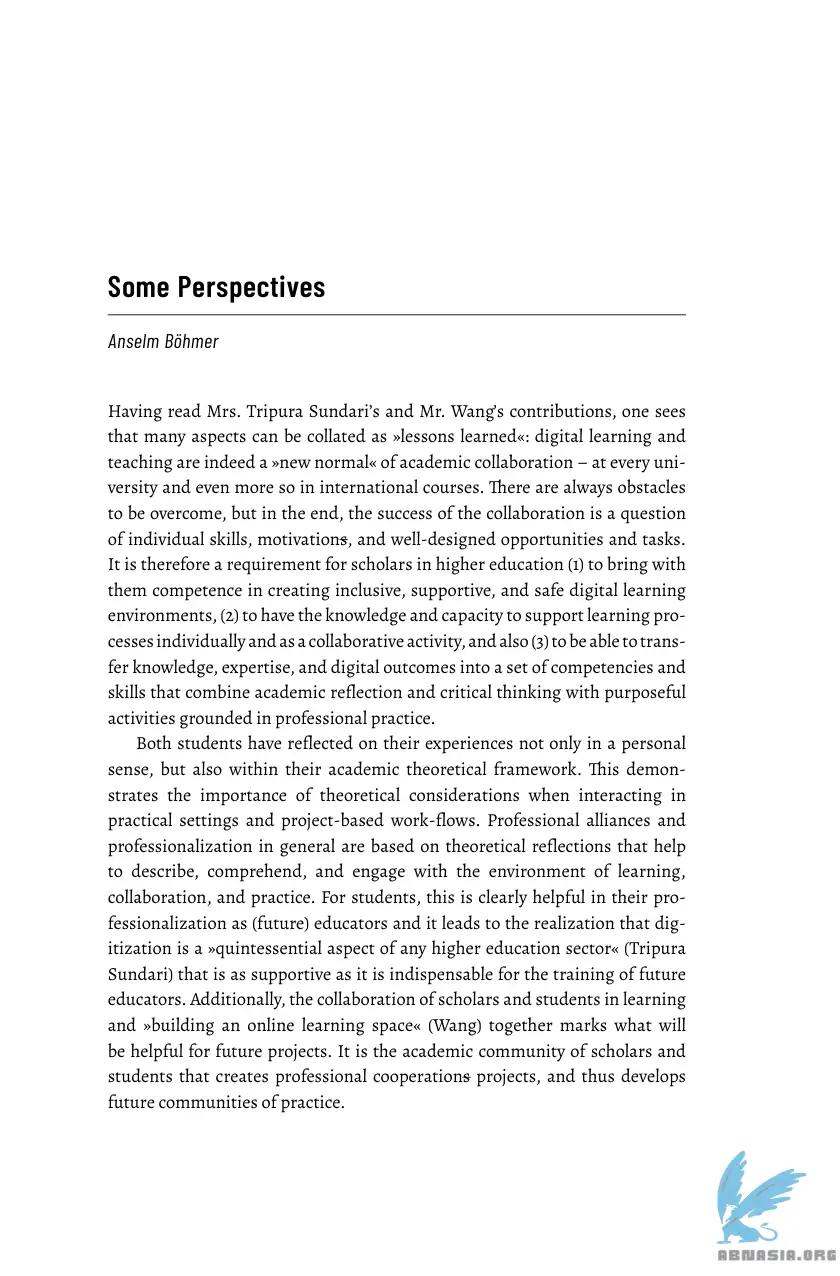 Some Perspectives
Anselm Böhmer
Having read Mrs. Tripura Sundari’s and Mr. Wang’s contributions, one sees
that many aspects can be collated as »lessons learned«: digital learning and
teaching are indeed a »new normal« of academic collaboration – at every uni-
versity and even more so in international courses. There are always obstacles
to be overcome, but in the end, the success of the collaboration is a question
of individual skills, motivations, and well-designed opportunities and tasks.
It is therefore a requirement for scholars in higher education (1) to bring with
them competence in creating inclusive, supportive, and safe digital learning
environments, (2) to have the knowledge and capacity to support learning pro-
cesses individually and as a collaborative activity, and also (3) to be able to trans-
fer knowledge, expertise, and digital outcomes into a set of competencies and
skills that combine academic reflection and critical thinking with purposeful
activities grounded in professional practice.
Both students have reflected on their experiences not only in a personal
sense, but also within their academic theoretical framework. This demon-
strates the importance of theoretical considerations when interacting in
practical settings and project-based work-flows. Professional alliances and
professionalization in general are based on theoretical reflections that help
to describe, comprehend, and engage with the environment of learning,
collaboration, and practice. For students, this is clearly helpful in their pro-
fessionalization as (future) educators and it leads to the realization that dig-
itization is a »quintessential aspect of any higher education sector« (Tripura
Sundari) that is as supportive as it is indispensable for the training of future
educators. Additionally, the collaboration of scholars and students in learning
and »building an online learning space« (Wang) together marks what will
be helpful for future projects. It is the academic community of scholars and
students that creates professional cooperations projects, and thus develops
future communities of practice.
ABNASIA.ORG